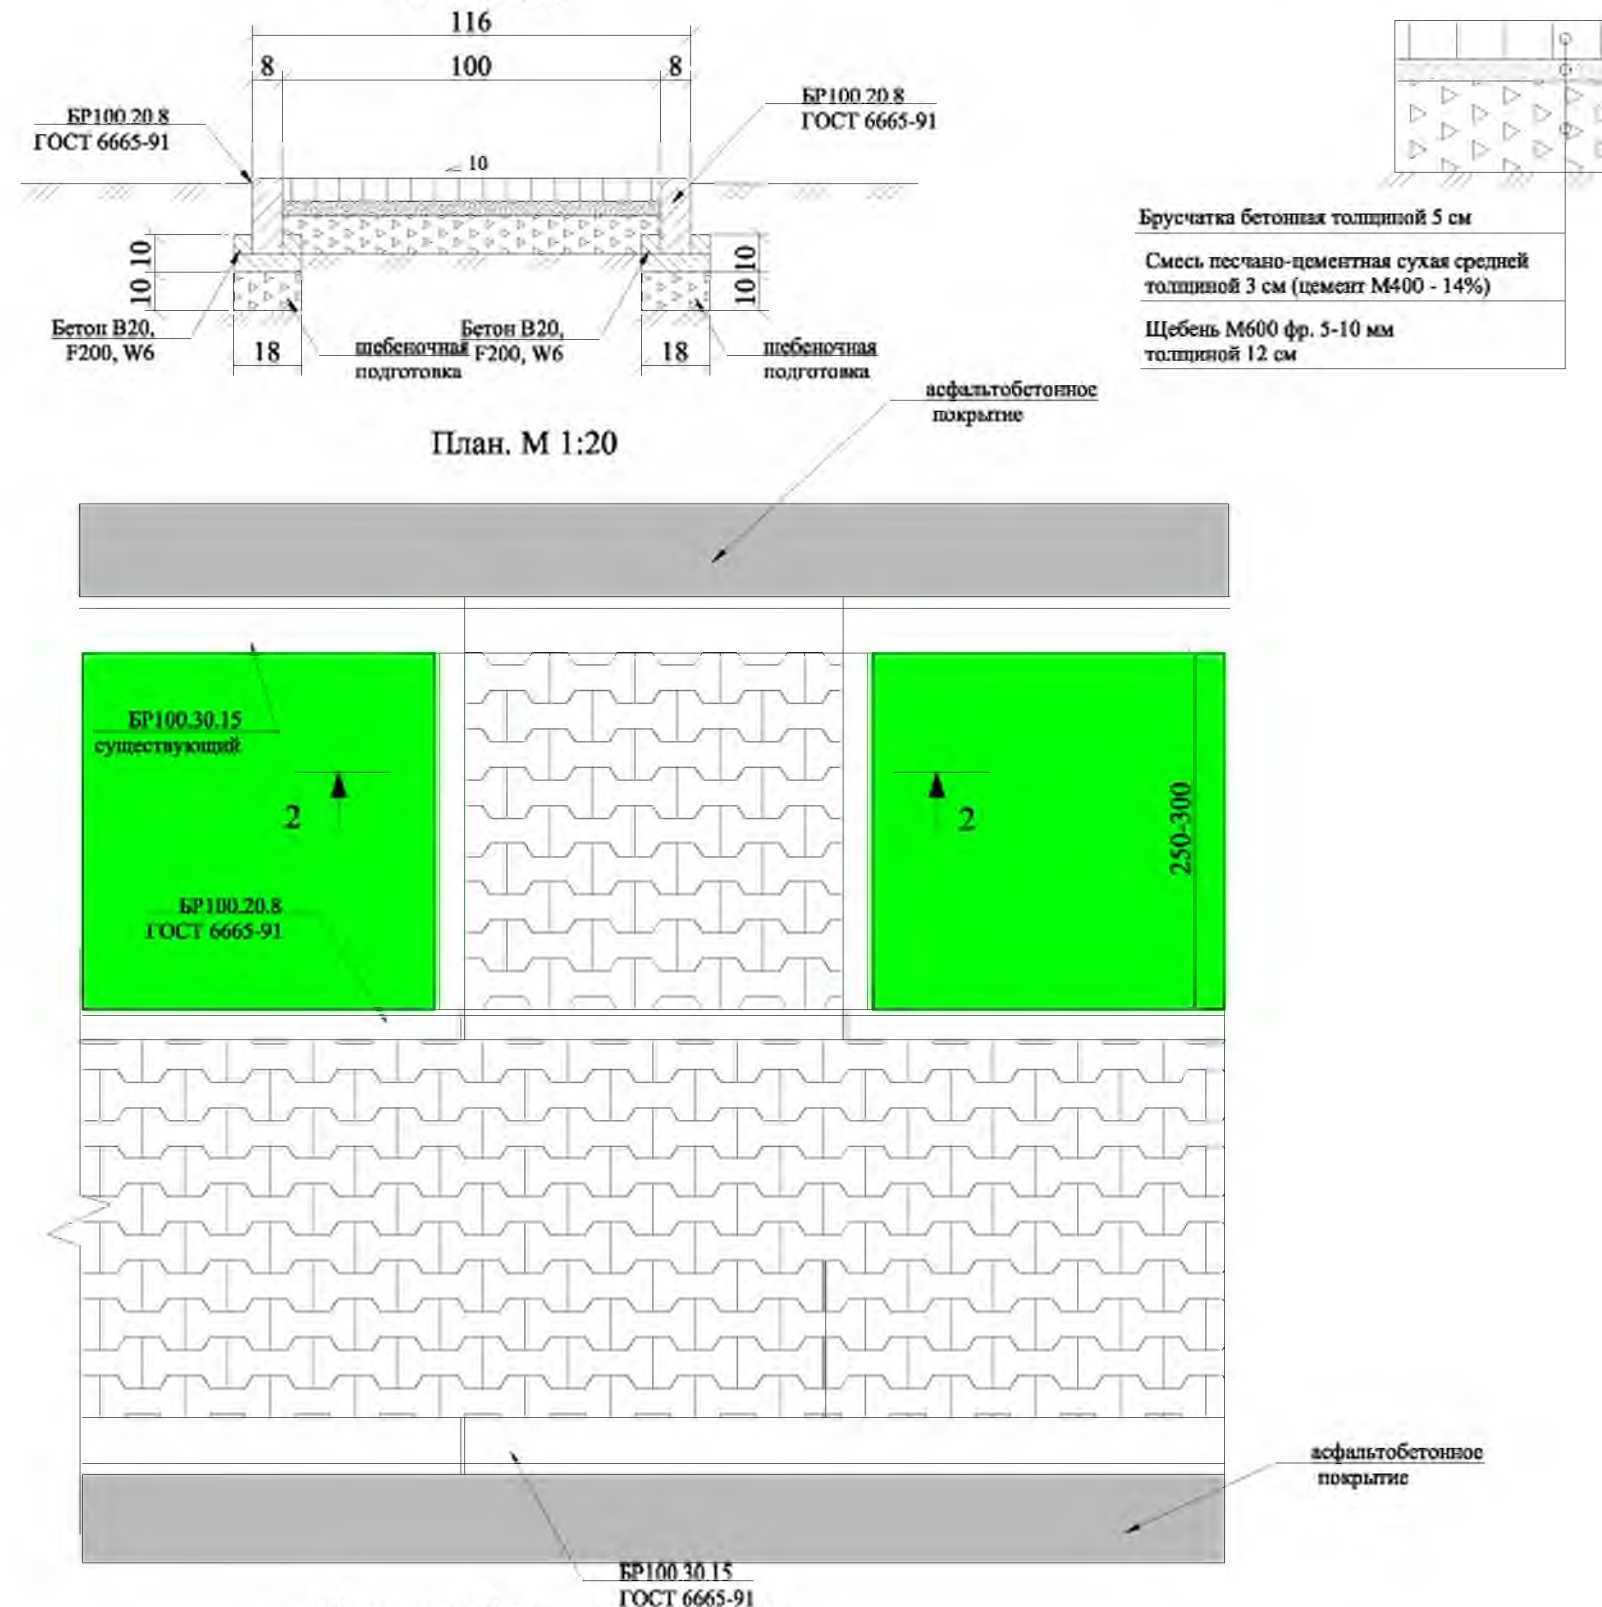 116
8
100
8
БР100.20.8
ГОСТ 6665-91
БР100.20.8
ГОСТ 6665-91
10
10
10
10
10
Бетон В20,
F200, W6
18
щебеночная
подготовка
Бетон В20,
F200, W6
18
щебеночная
подготовка
Брусчатка бетонная толщиной 5 см
Смесь песчано-цементная сухая средней
толщиной 3 см (цемент М400 - 14%)
Щебень М600 фр. 5-10 мм
толщиной 12 см
План. М 1:20
асфальтобетонное
покрытие
БР100.30.15
существующий
2
2
250-300
БР100.20.8
ГОСТ 6665-91
асфальтобетонное
покрытие
БР100.30.15
ГОСТ 6665-91